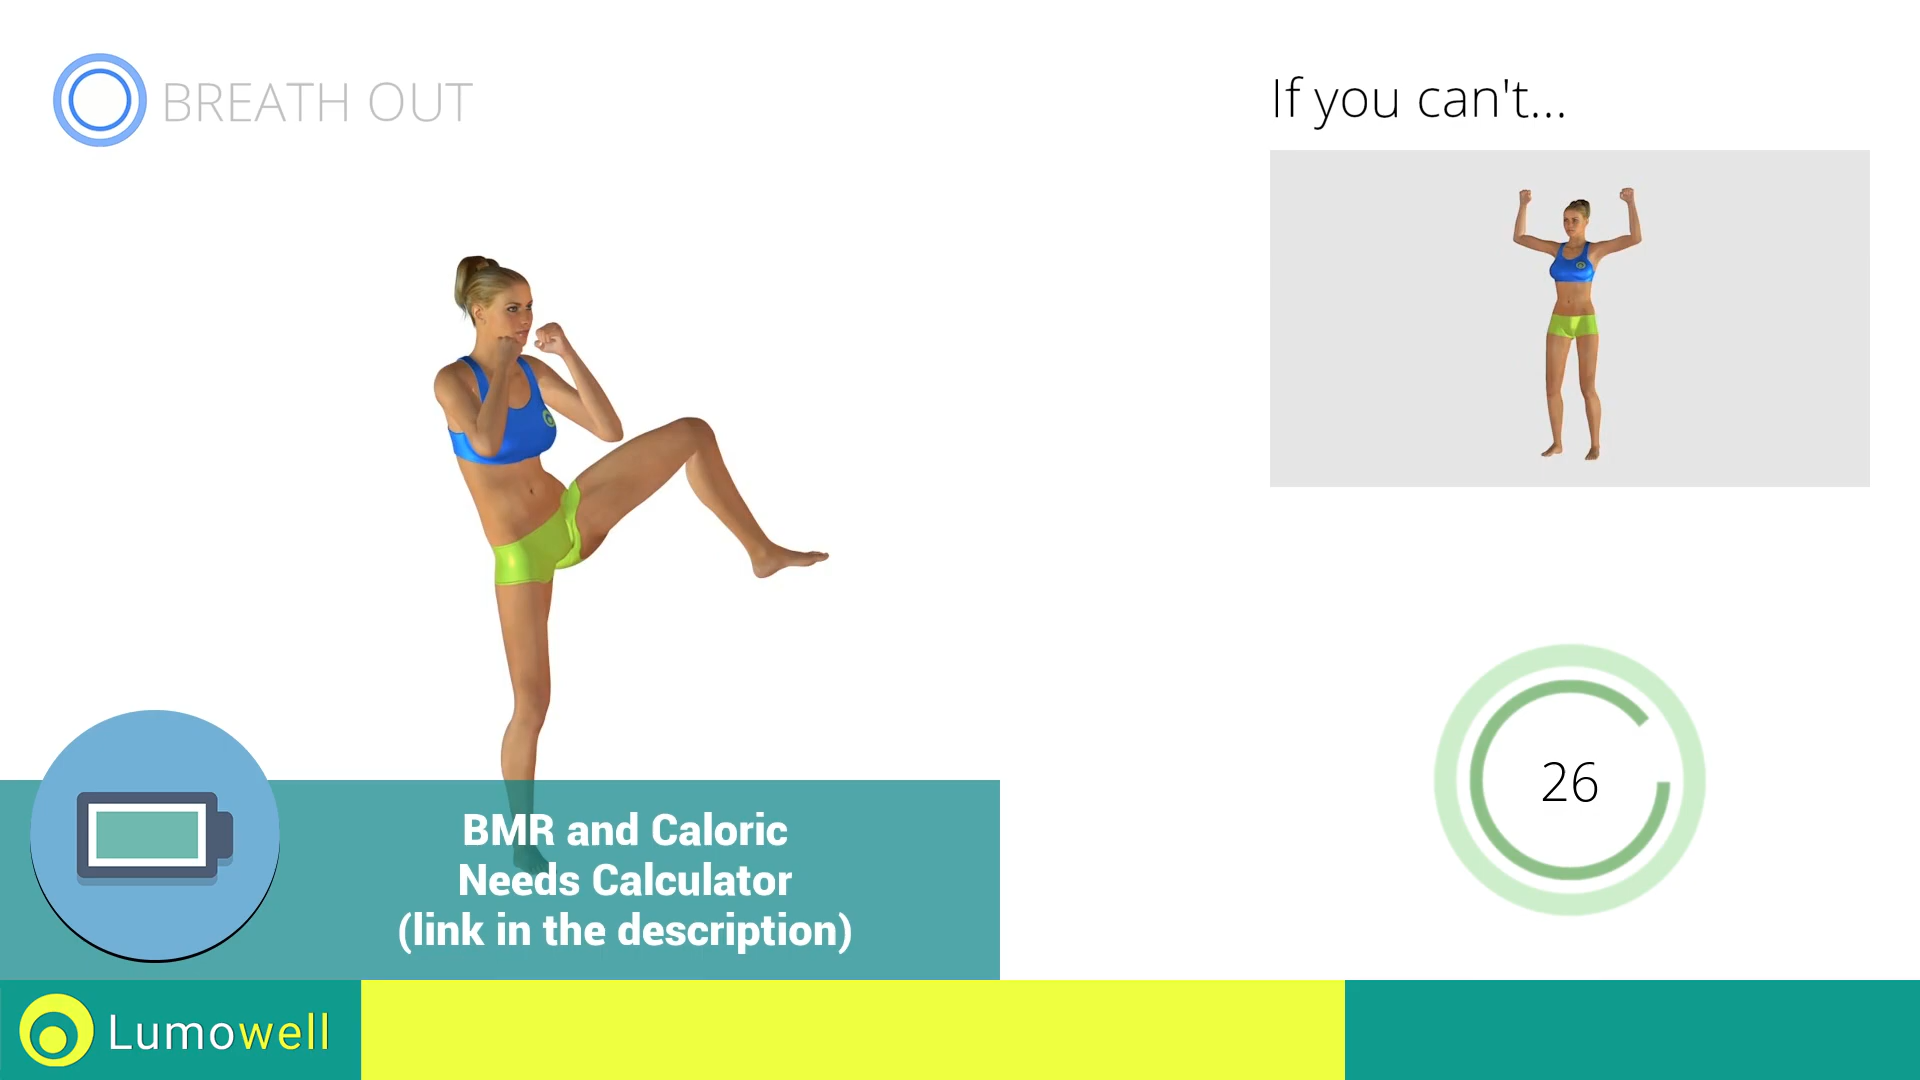 BREATH OUT
If you can't...
26
BMR and Caloric
Needs Calculator
(link in the description)
Lumowell